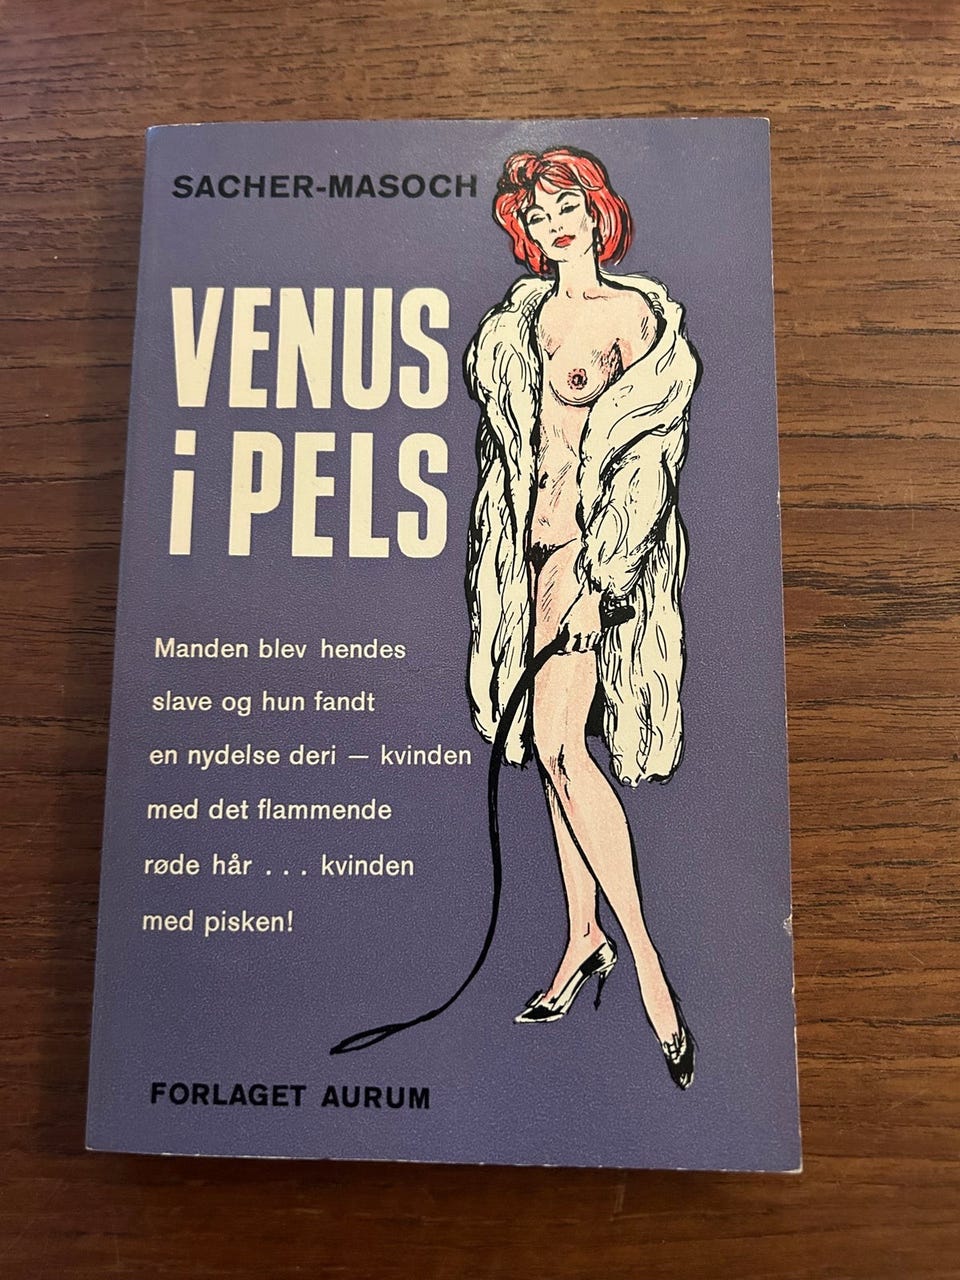 SACHER-MASOCH
VENUS
i PELS
Manden blev hendes
slave og hun fandt
en nydelse deri – kvinden
med det flammende
røde hår . . . kvinden
med pisken!
FORLAGET AURUM